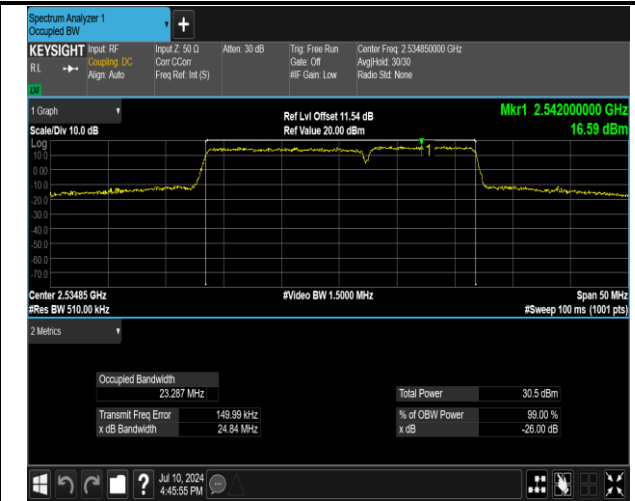 Spectrum Analyzer 1
Occupied BW
+
KEYSIGHT Input: RF Input Z: 50 Ω Atten: 30 dB Trig: Free Run Center Freq: 2.534850000 GHz
RL Coupling: DC Corr CCorr Gate: Off Avg|Hold: 30/30
Align: Auto Freq Ref: Int (S) #IF Gain: Low Radio Std: None
LXI
1 Graph Ref Lvl Offset 11.54 dB Mkr1 2.542000000 GHz
Scale/Div 10.0 dB Ref Value 20.00 dBm 16.59 dBm
Log
10.0
0.00
-10.0
-20.0
-30.0
-40.0
-50.0
-60.0
-70.0
1
Center 2.53485 GHz #Video BW 1.5000 MHz Span 50 MHz
#Res BW 510.00 kHz #Sweep 100 ms (1001 pts)
2 Metrics
Occupied Bandwidth
23.287 MHz Total Power 30.5 dBm
Transmit Freq Error 149.99 kHz % of OBW Power 99.00 %
x dB Bandwidth 24.84 MHz x dB -26.00 dB
? Jul 10, 2024
4:45:55 PM